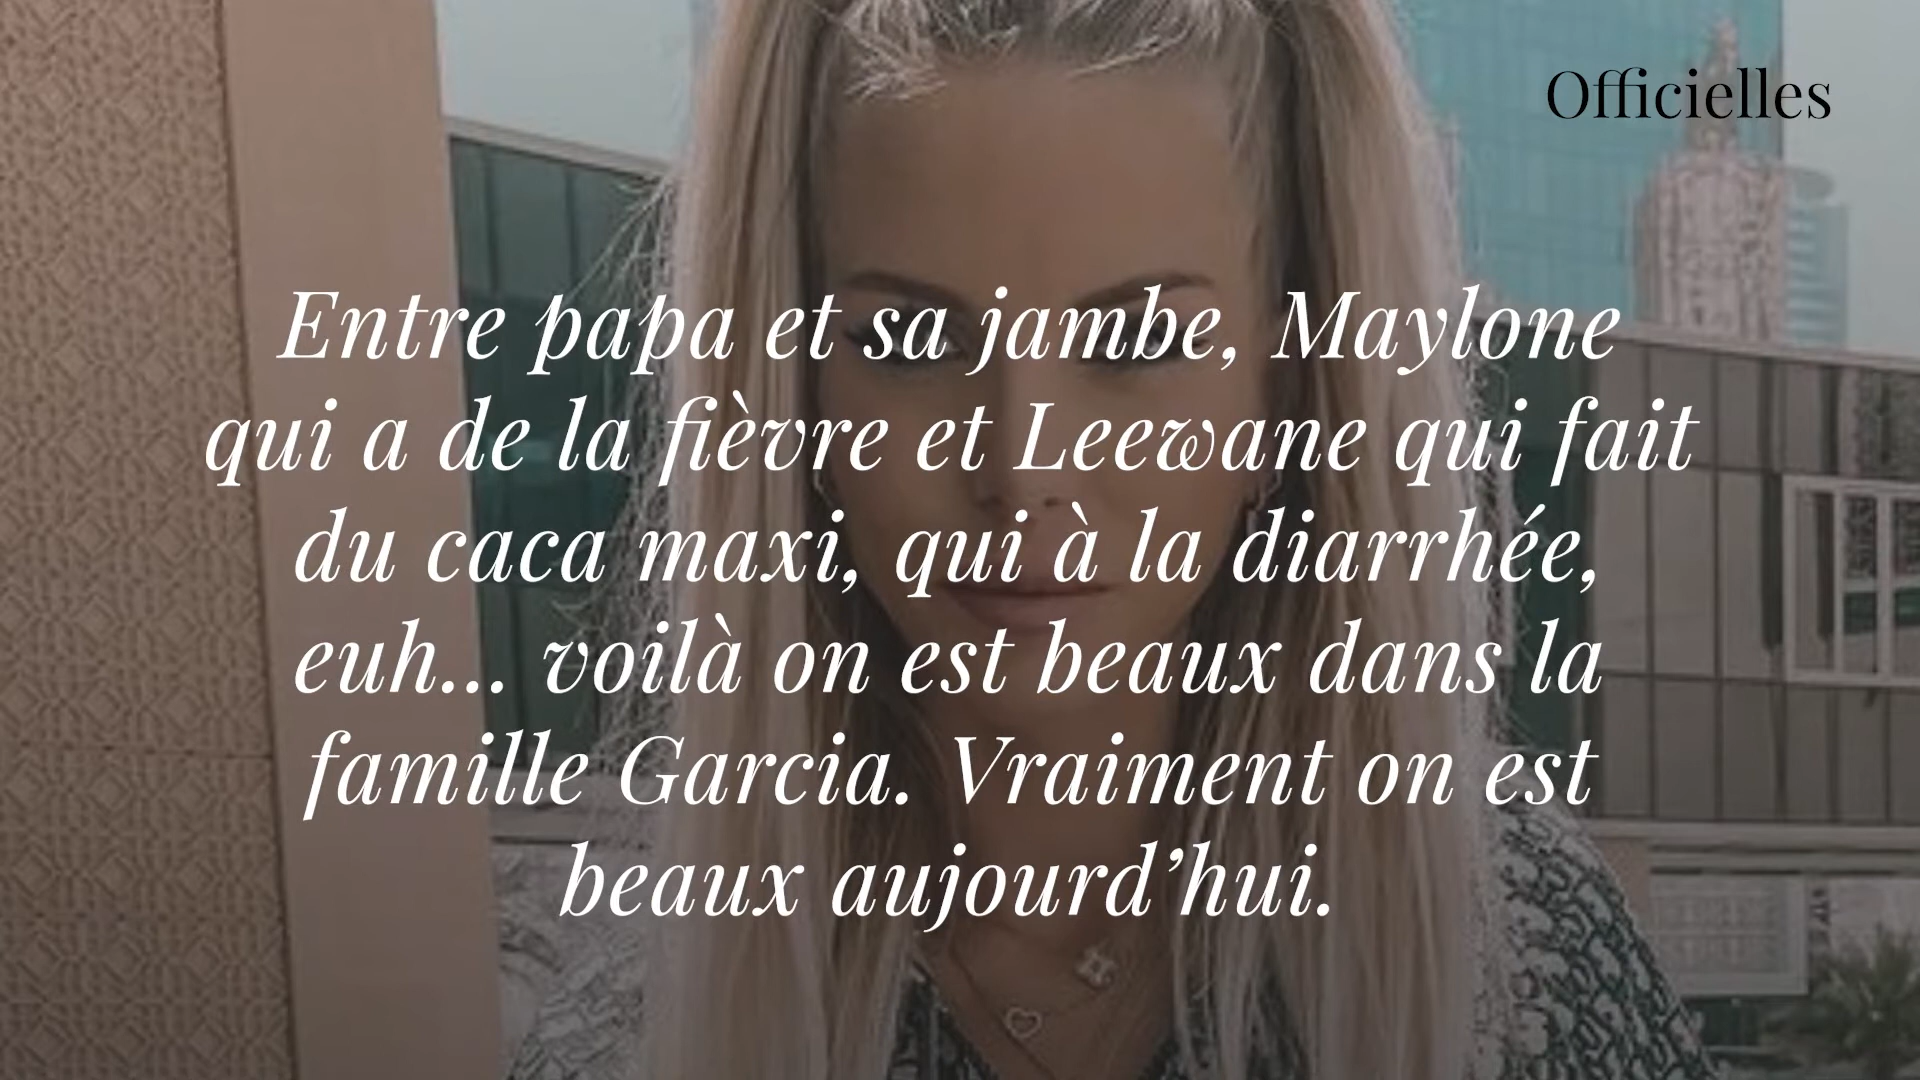 Officielles
Entre papa et sa jambe, Maylone
qui a de la fièvre et Leewane qui fait
du caca maxi, qui à la diarrhée,
euh... voilà on est beaux dans la
famille Garcia. Vraiment on est
beaux aujourd’hui.